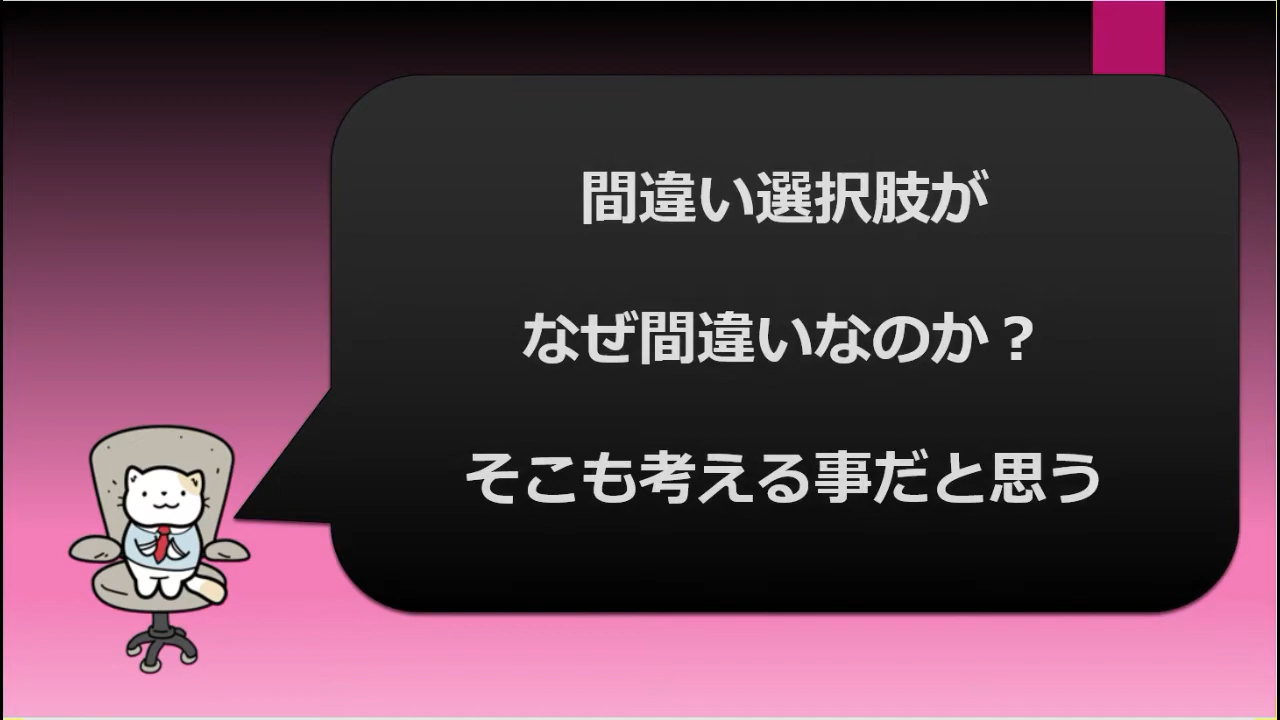 間違い選択肢が
なぜ間違いなのか？
そこも考える事だと思う